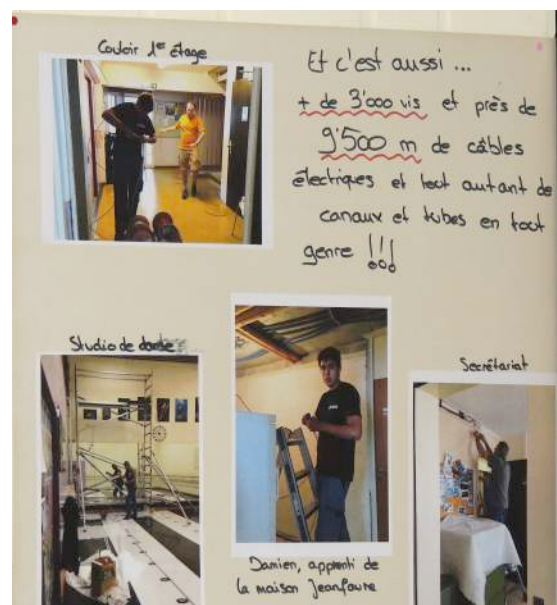 Couloir 1er étage
Et c'est aussi ...
+ de 3'000 vis et près de
9'500 m de câbles
électriques et tout autant de
canaux et tubes en tout
genre !!!
Studio de danse
Secrétariat
Damien, apprenti de
la maison Jeanfavre